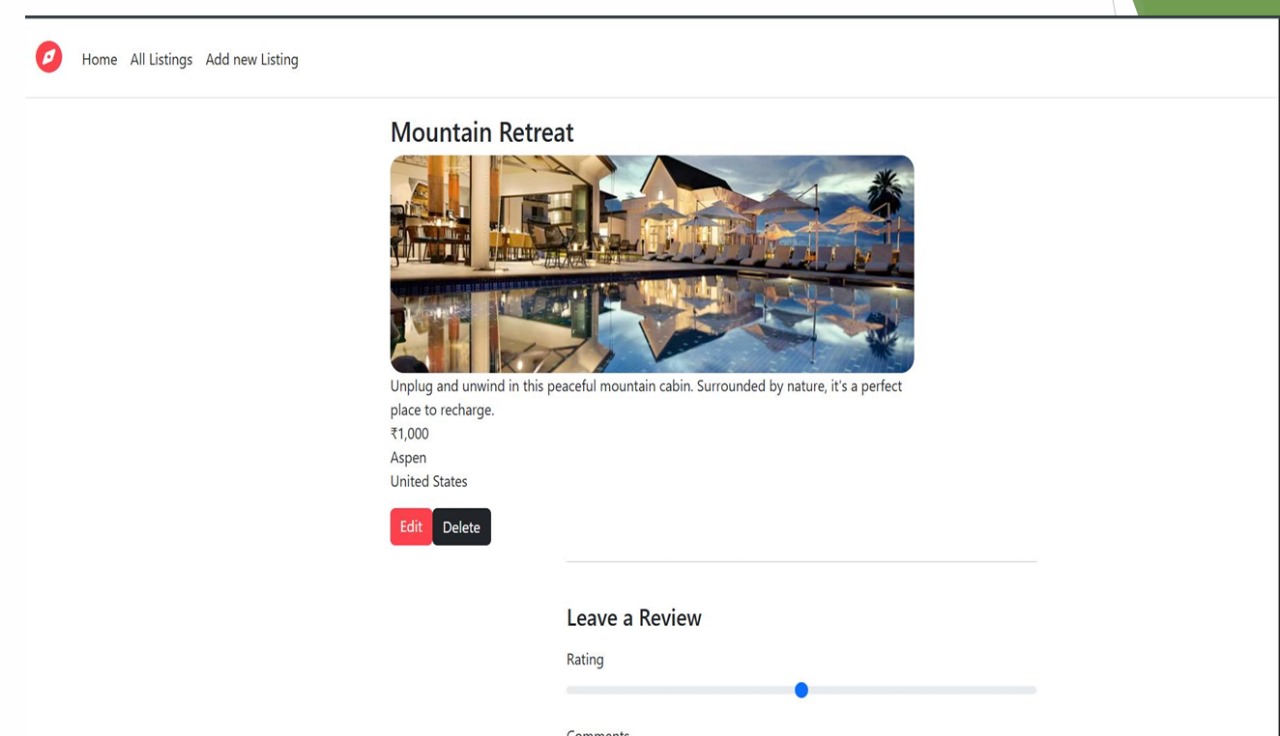 Home All Listings Add new Listing
Mountain Retreat
Unplug and unwind in this peaceful mountain cabin. Surrounded by nature, it's a perfect
place to recharge.
₹1,000
Aspen
United States
Edit Delete
Leave a Review
Rating
Comments